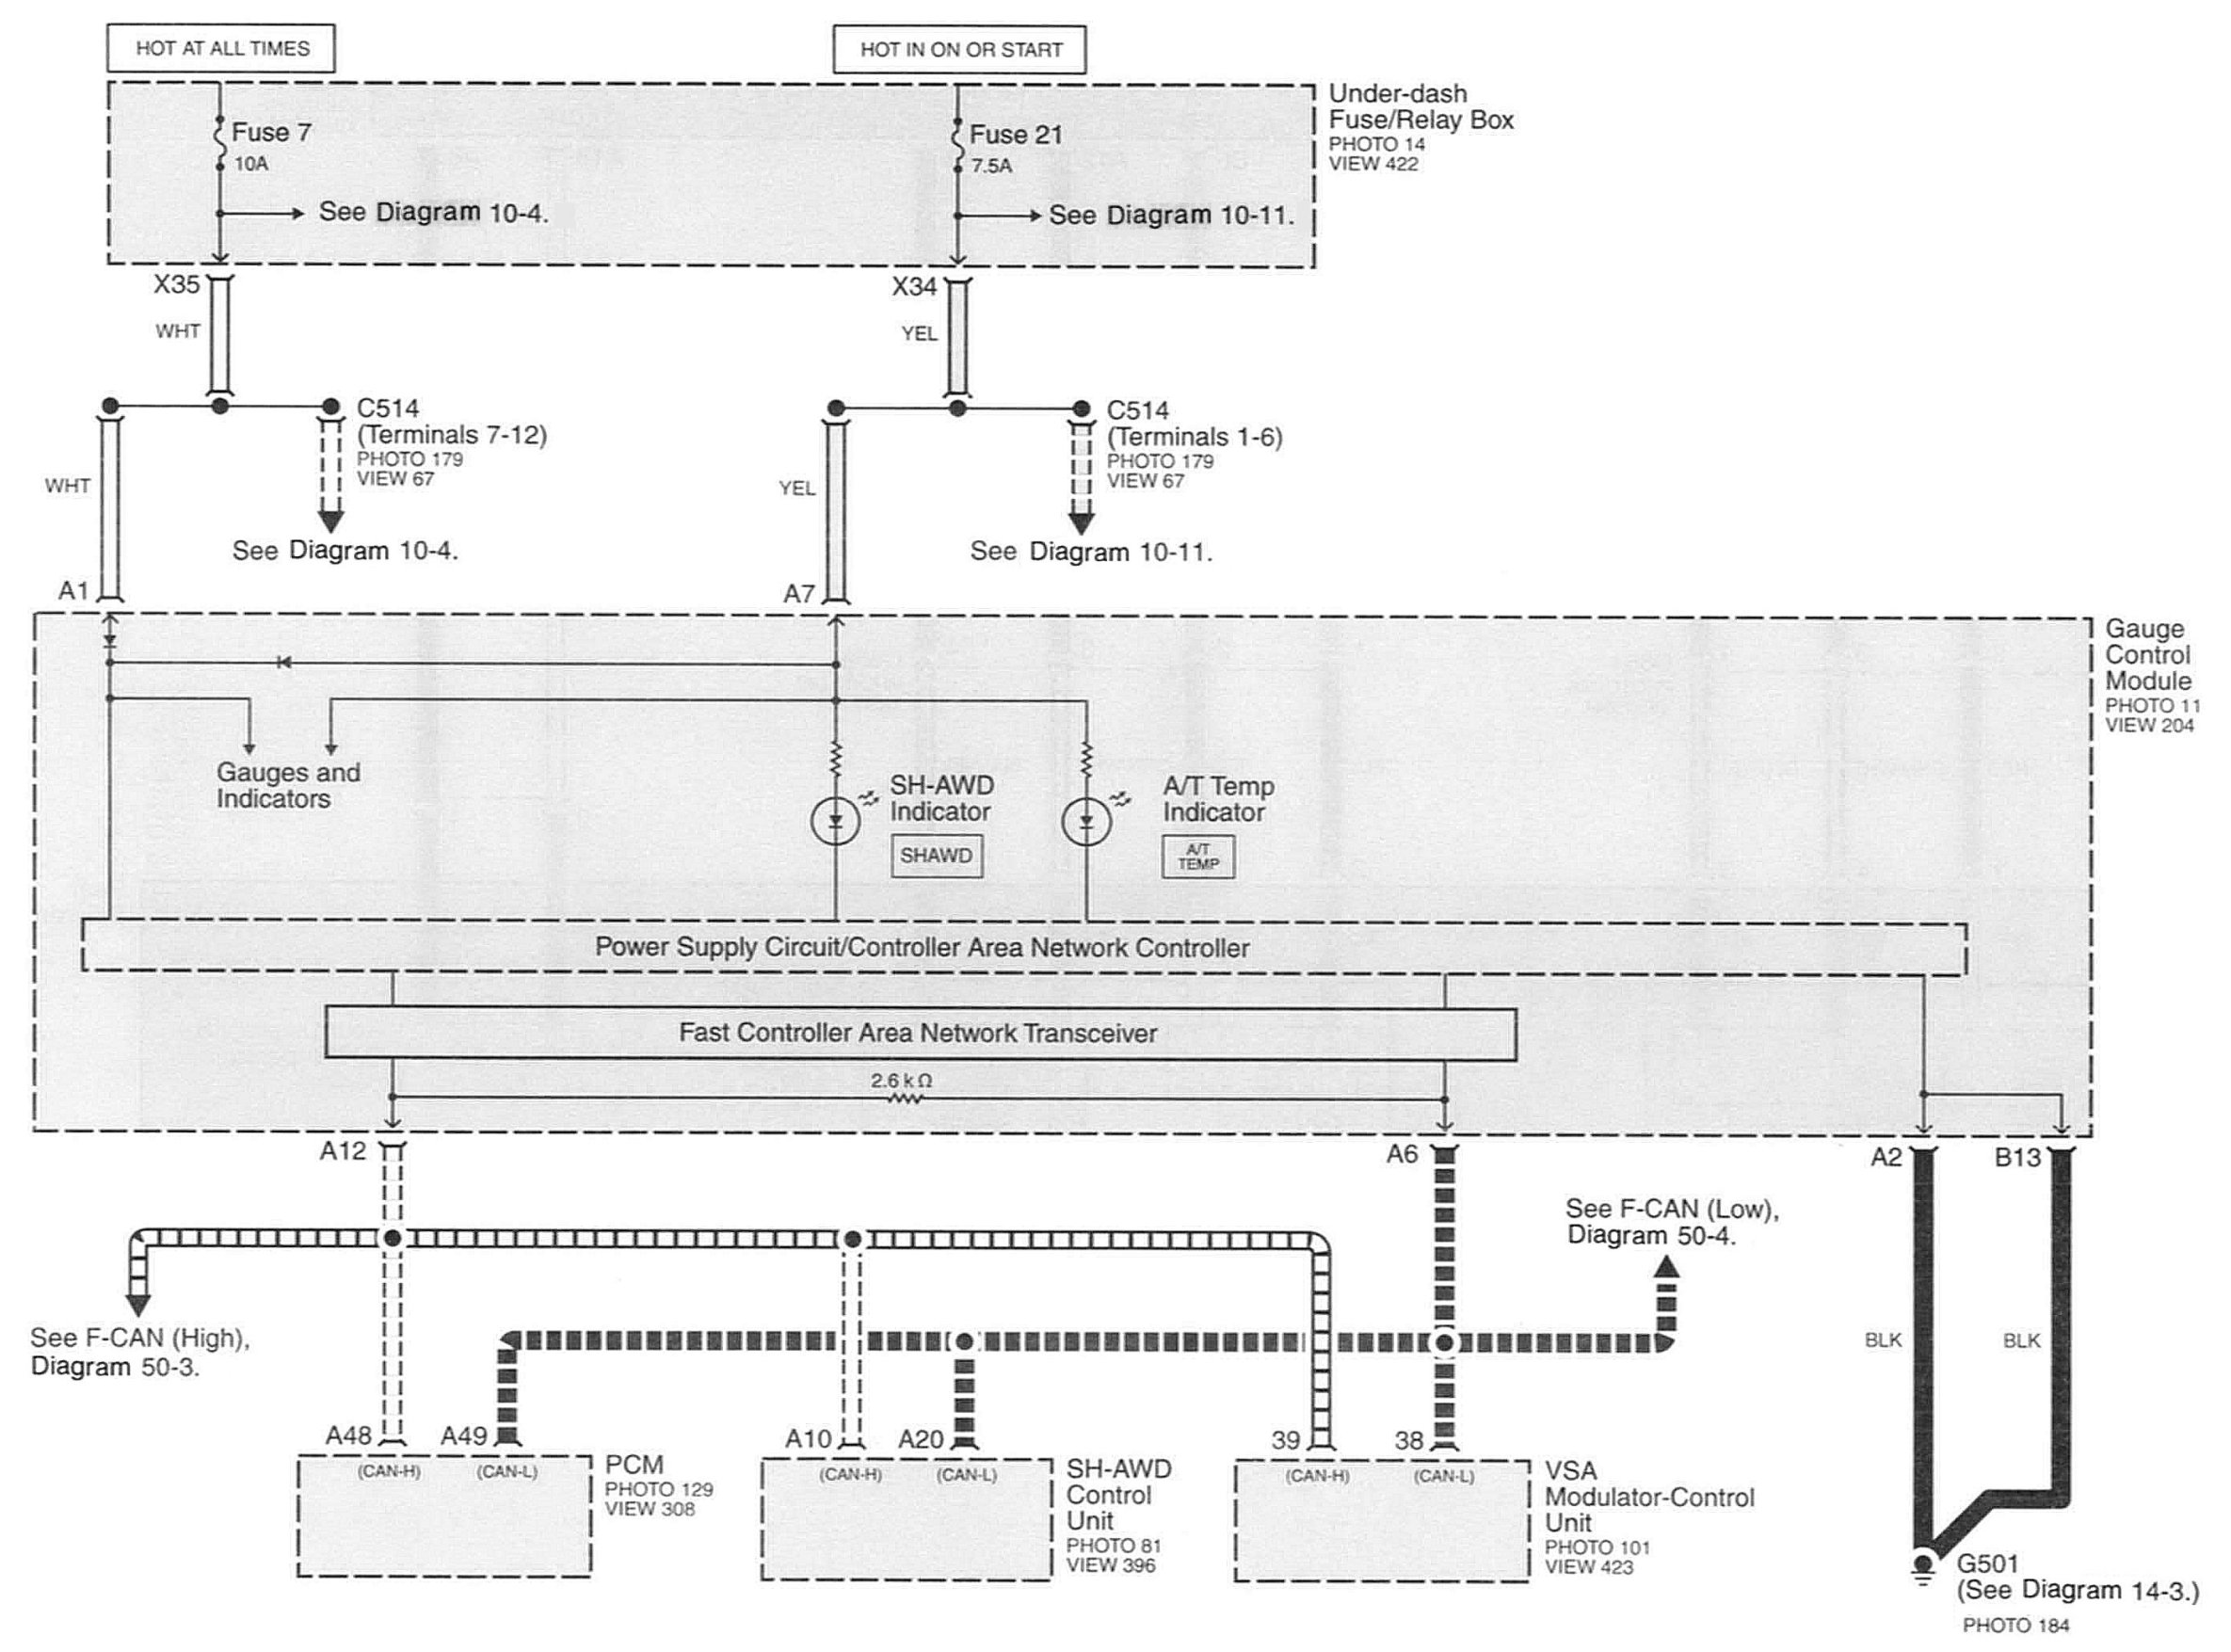 HOT AT ALL TIMES
HOT IN ON OR START
Under-dash
Fuse/Relay Box
PHOTO 14
VIEW 422
Fuse 7
10A
See Diagram 10-4.
Fuse 21
7.5A
See Diagram 10-11.
X35
WHT
X34
YEL
C514
(Terminals 7-12)
PHOTO 179
VIEW 67
WHT
See Diagram 10-4.
A1
C514
(Terminals 1-6)
PHOTO 179
VIEW 67
YEL
See Diagram 10-11.
A7
Gauge
Control
Module
PHOTO 11
VIEW 204
Gauges and
Indicators
SH-AWD
Indicator
SHAWD
A/T Temp
Indicator
A/T
TEMP
Power Supply Circuit/Controller Area Network Controller
Fast Controller Area Network Transceiver
2.6 k Ω
A12
A6
A2
B13
See F-CAN (Low),
Diagram 50-4.
See F-CAN (High),
Diagram 50-3.
BLK
BLK
A48
A49
A10
A20
39
38
(CAN-H)
(CAN-L)
PCM
PHOTO 129
VIEW 308
(CAN-H)
(CAN-L)
SH-AWD
Control
Unit
PHOTO 81
VIEW 396
(CAN-H)
(CAN-L)
VSA
Modulator-Control
Unit
PHOTO 101
VIEW 423
G501
(See Diagram 14-3.)
PHOTO 184